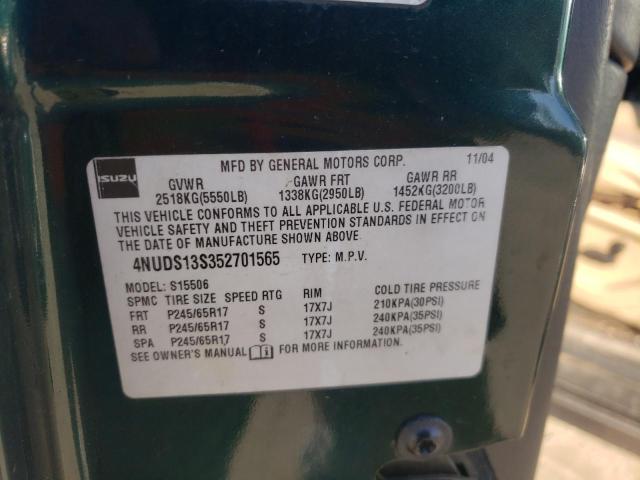 MFD BY GENERAL MOTORS CORP. 11/04
ISUZU
GVWR GAWR FRT GAWR RR
2518KG(5550LB) 1338KG(2950LB) 1452KG(3200LB)
THIS VEHICLE CONFORMS TO ALL APPLICABLE U.S. FEDERAL MOTOR
VEHICLE SAFETY AND THEFT PREVENTION STANDARDS IN EFFECT ON
THE DATE OF MANUFACTURE SHOWN ABOVE.
4NUDS13S352701565 TYPE: M.P.V.
MODEL: S15506
SPMC TIRE SIZE SPEED RTG RIM COLD TIRE PRESSURE
FRT P245/65R17 S 17X7J 210KPA(30PSI)
RR P245/65R17 S 17X7J 240KPA(35PSI)
SPA P245/65R17 S 17X7J 240KPA(35PSI)
SEE OWNER'S MANUAL FOR MORE INFORMATION.